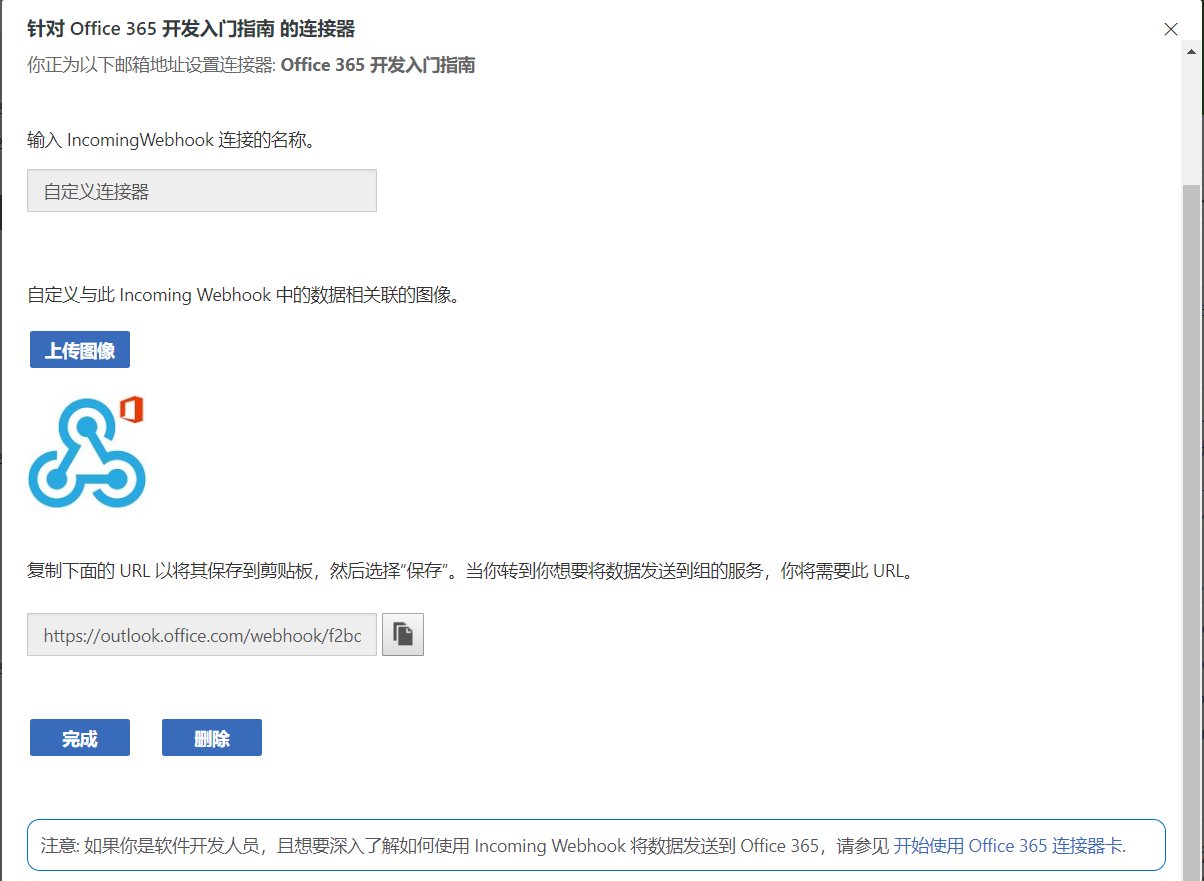 针对 Office 365 开发入门指南 的连接器
你正为以下邮箱地址设置连接器: Office 365 开发入门指南
输入 IncomingWebhook 连接的名称。
自定义连接器
自定义与此 Incoming Webhook 中的数据相关联的图像。
上传图像
复制下面的 URL 以将其保存到剪贴板，然后选择“保存”。当你转到你想要将数据发送到组的服务，你将需要此 URL。
https://outlook.office.com/webhook/f2bc
完成 删除
注意: 如果你是软件开发人员，且想要深入了解如何使用 Incoming Webhook 将数据发送到 Office 365，请参见 开始使用 Office 365 连接器卡.